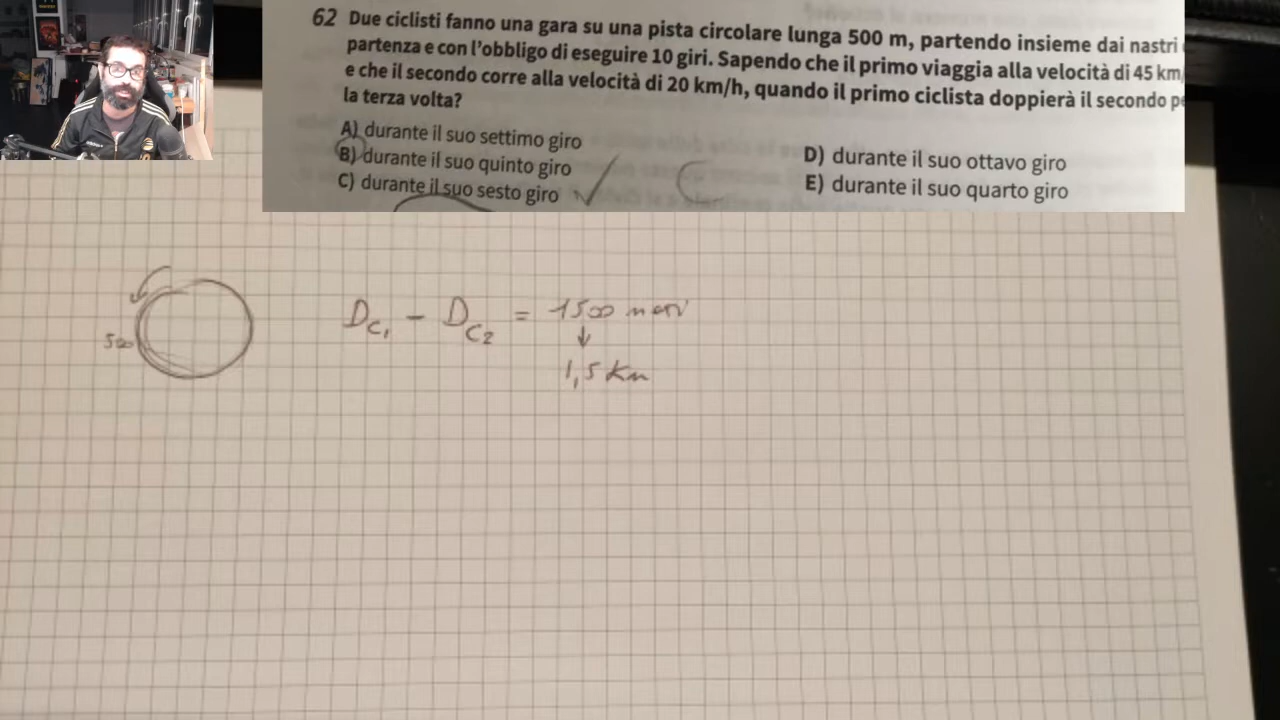 62 Due ciclisti fanno una gara su una pista circolare lunga 500 m, partendo insieme dai nastri
partenza e con l'obbligo di eseguire 10 giri. Sapendo che il primo viaggia alla velocità di 45 km
e che il secondo corre alla velocità di 20 km/h, quando il primo ciclista doppierà il secondo
la terza volta?
A) durante il suo settimo giro
B) durante il suo quinto giro
C) durante il suo sesto giro
D) durante il suo ottavo giro
E) durante il suo quarto giro
500
D_C1 - D_C2 = 1500 metri
↓
1,5 Km